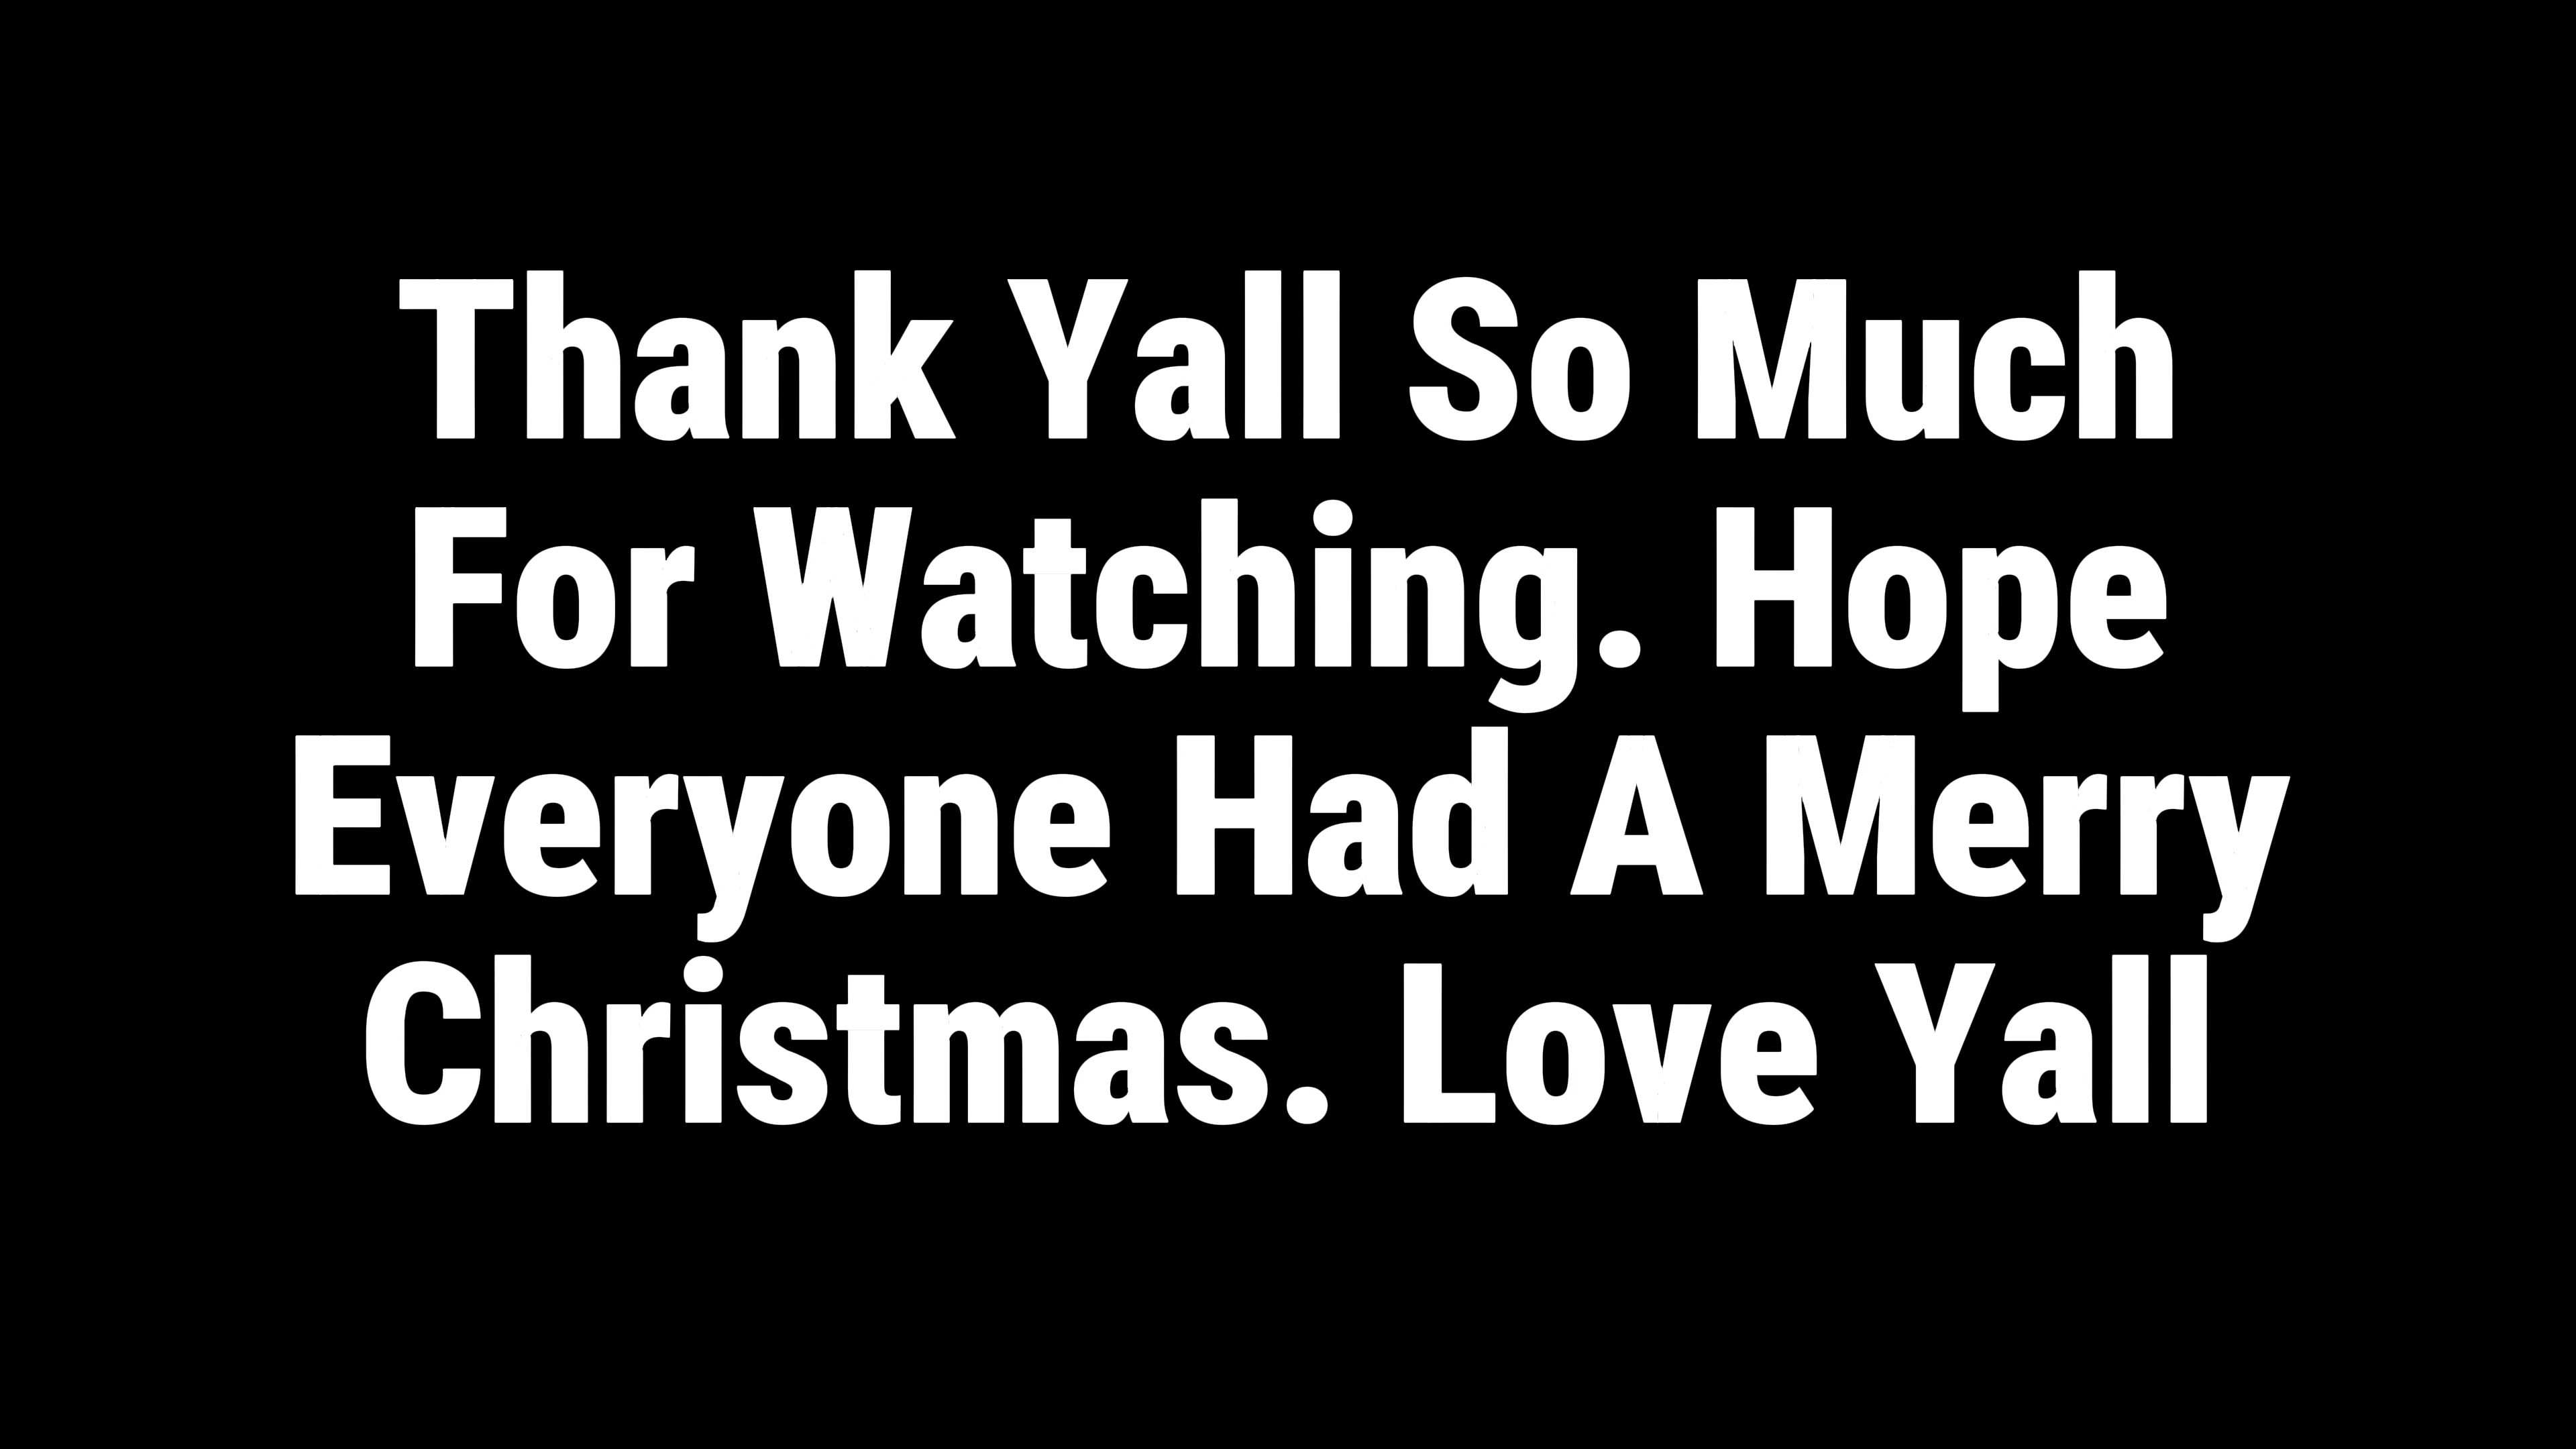 Thank Yall So Much
For Watching. Hope
Everyone Had A Merry
Christmas. Love Yall